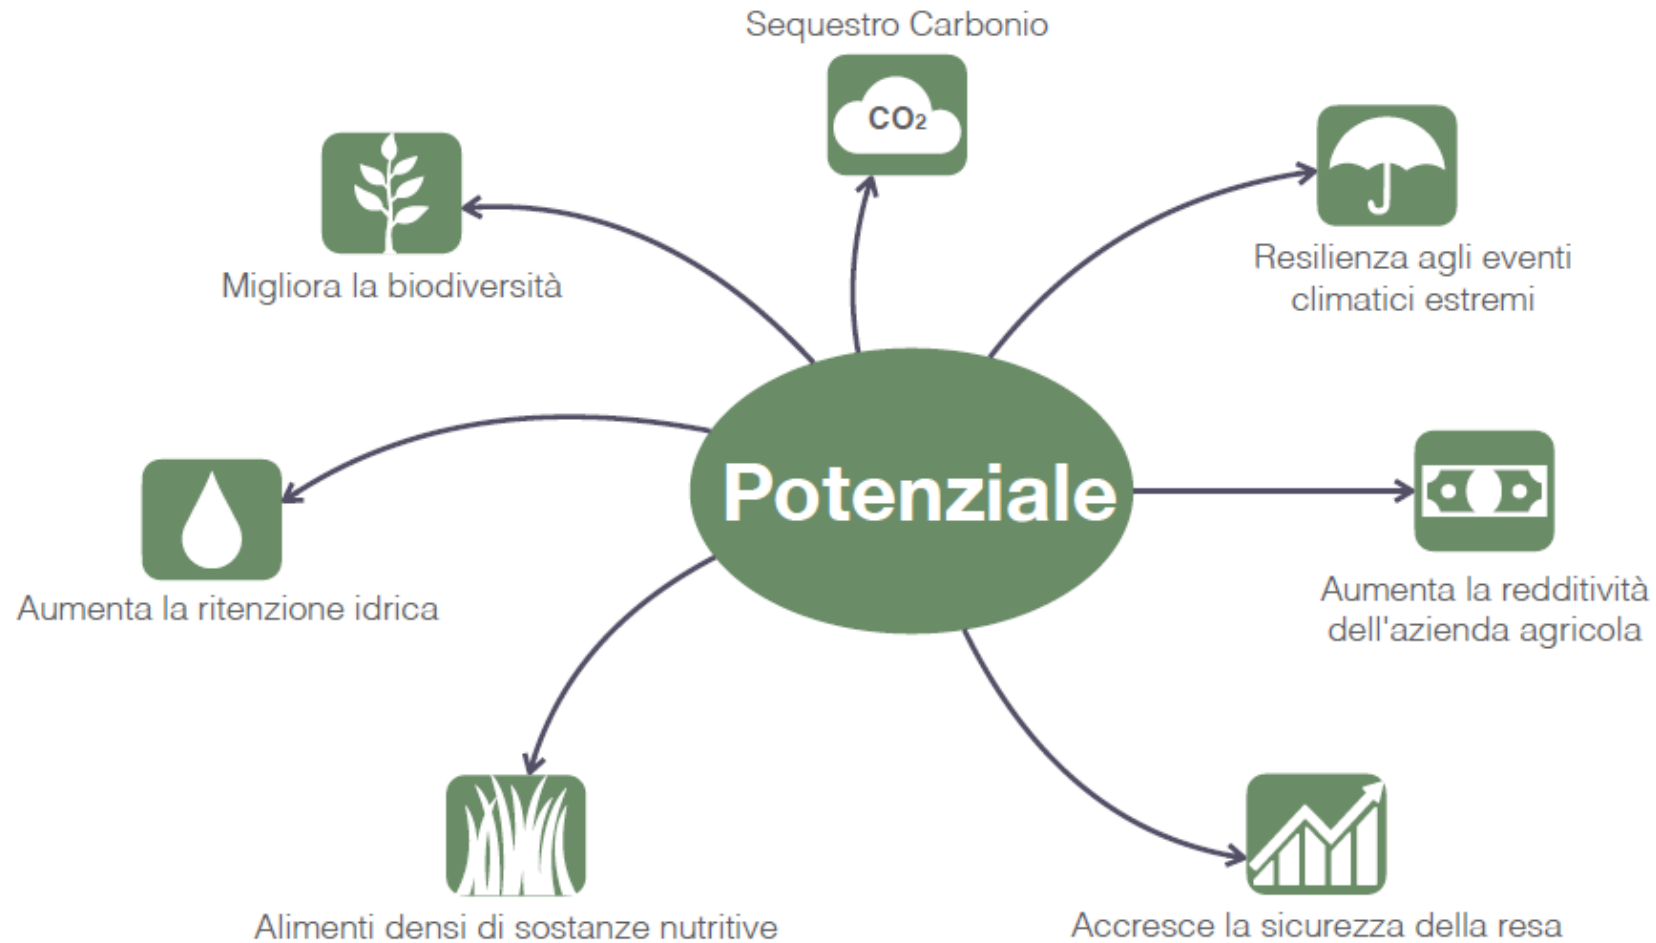 Sequestro Carbonio
CO₂
Migliora la biodiversità
Resilienza agli eventi
climatici estremi
Potenziale
Aumenta la ritenzione idrica
Aumenta la redditività
dell'azienda agricola
Alimenti densi di sostanze nutritive
Accresce la sicurezza della resa